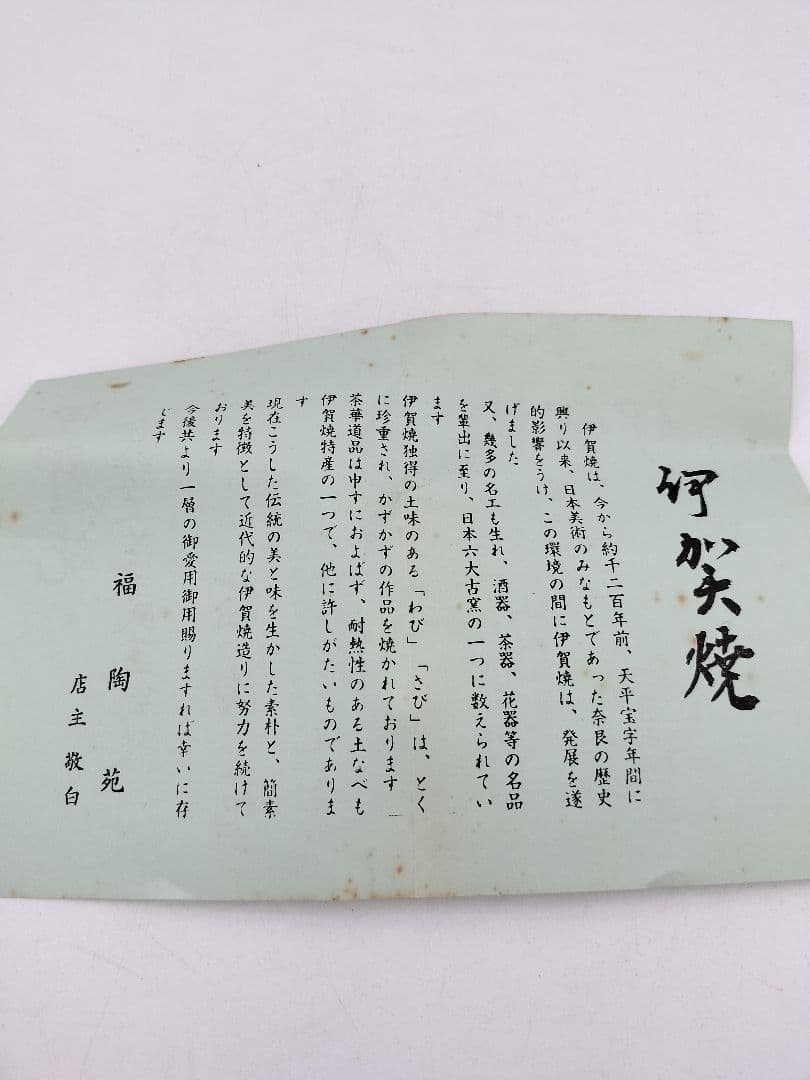 伊賀焼
伊賀焼は、今から約千二百年前、天平宝字年間に
興り以来、日本美術のみなもとであった奈良の歴史
的影響をうけ、この環境の間に伊賀焼は、発展を遂
げました
又、幾多の名工も生れ、酒器、茶器、花器等の名品
を輩出に至り、日本六大古窯の一つに数えられてい
ます
伊賀焼独得の土味のある「わび」「さび」は、とく
に珍重され、かずかずの作品を焼かれております
茶華道品は申すにおよばず、耐熱性のある土なべも
伊賀焼特産の一つで、他に許しがたいものでありま
す
現在こうした伝統の美と味を生かした素朴と、簡素
美を特徴として近代的な伊賀焼造りに努力を続けて
おります
今後共より一層の御愛用御用賜りますれば幸いに存
じます
福陶苑
店主敬白